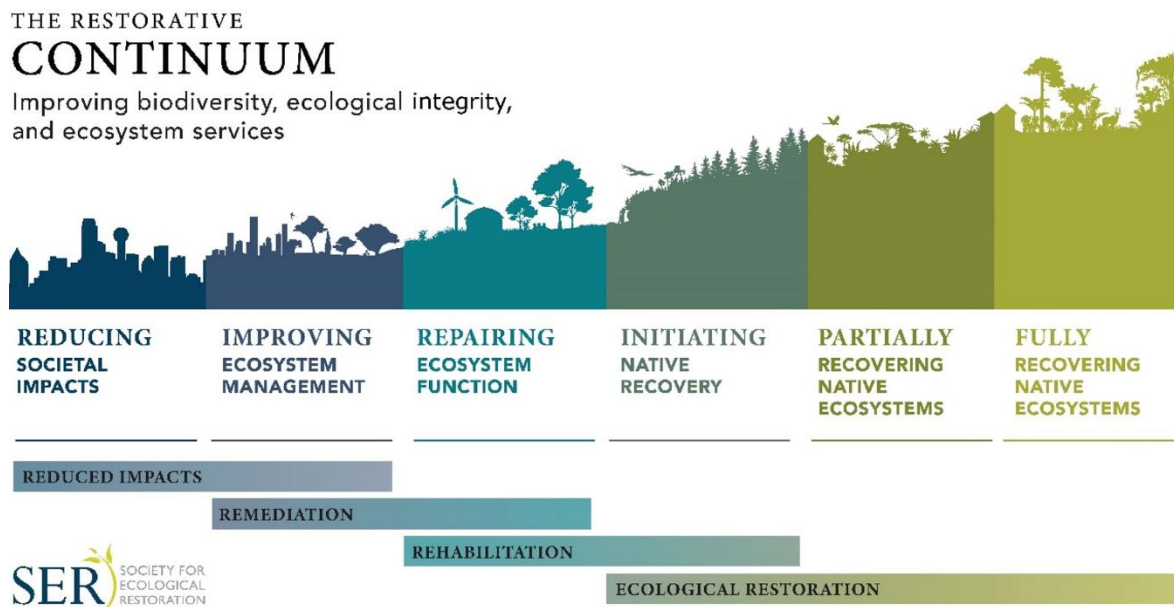 THE RESTORATIVE
CONTINUUM
Improving biodiversity, ecological integrity,
and ecosystem services
REDUCING
SOCIETAL
IMPACTS
IMPROVING
ECOSYSTEM
MANAGEMENT
REPAIRING
ECOSYSTEM
FUNCTION
INITIATING
NATIVE
RECOVERY
PARTIALLY
RECOVERING
NATIVE
ECOSYSTEMS
FULLY
RECOVERING
NATIVE
ECOSYSTEMS
REDUCED IMPACTS
REMEDIATION
REHABILITATION
ECOLOGICAL RESTORATION
SER
SOCIETY FOR
ECOLOGICAL
RESTORATION